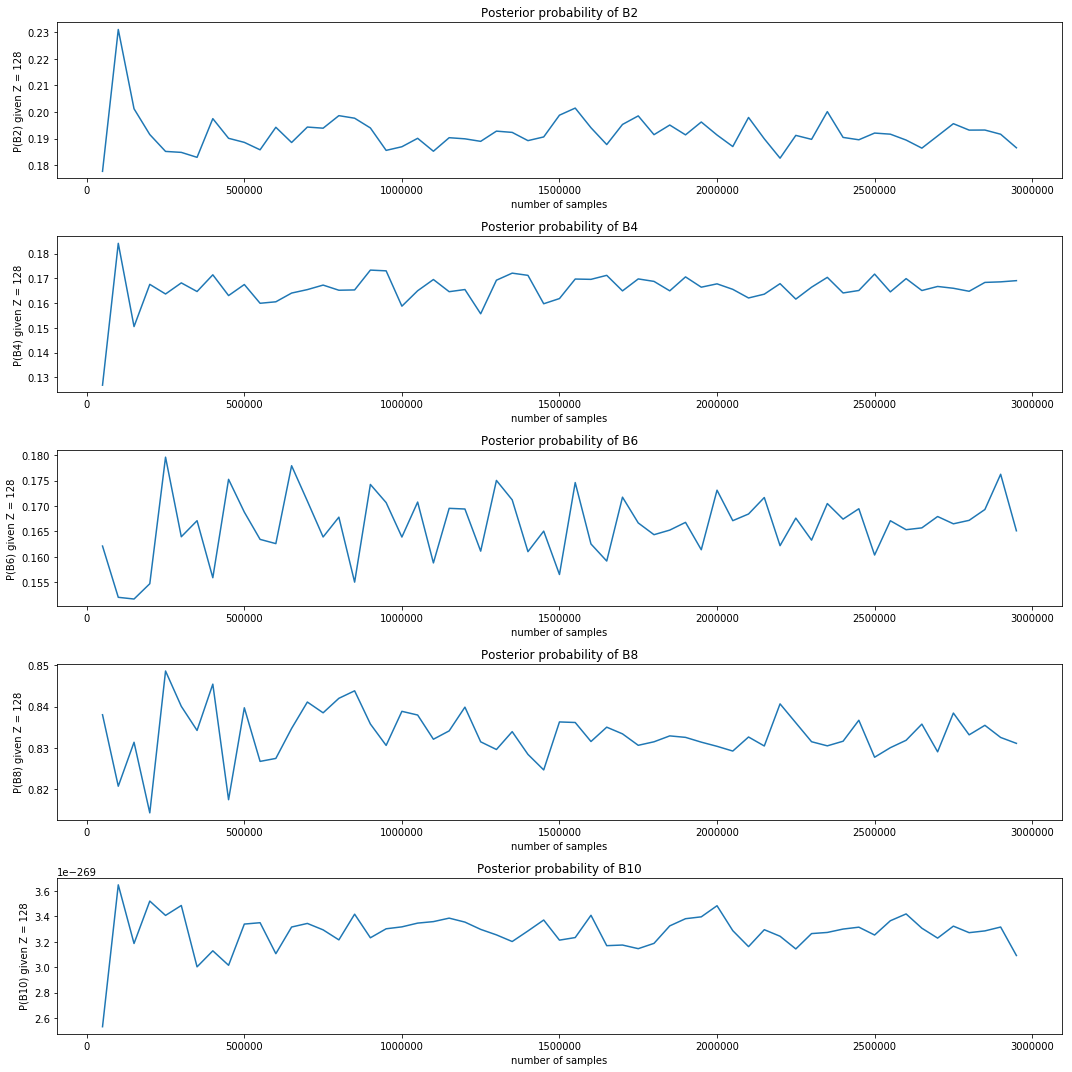 Posterior probability of B2
0.23
0.22
0.21
0.20
0.19
0.18
P(B2) given Z = 128
0 500000 1000000 1500000 2000000 2500000 3000000
number of samples
Posterior probability of B4
0.18
0.17
0.16
0.15
0.14
0.13
P(B4) given Z = 128
0 500000 1000000 1500000 2000000 2500000 3000000
number of samples
Posterior probability of B6
0.180
0.175
0.170
0.165
0.160
0.155
P(B6) given Z = 128
0 500000 1000000 1500000 2000000 2500000 3000000
number of samples
Posterior probability of B8
0.85
0.84
0.83
0.82
P(B8) given Z = 128
0 500000 1000000 1500000 2000000 2500000 3000000
number of samples
Posterior probability of B10
1e−269
3.6
3.4
3.2
3.0
2.8
2.6
P(B10) given Z = 128
0 500000 1000000 1500000 2000000 2500000 3000000
number of samples